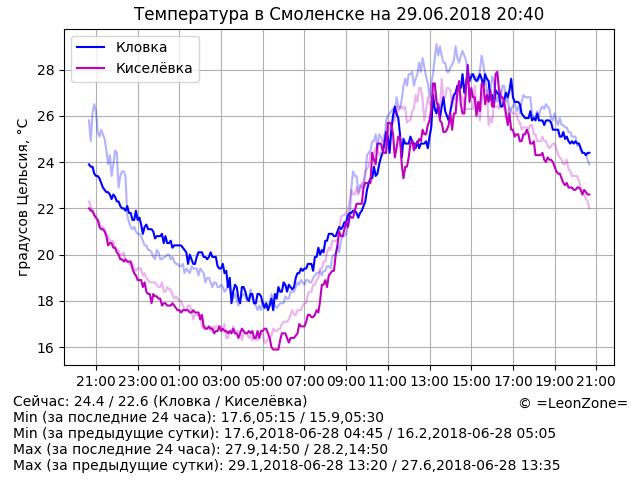 Температура в Смоленске на 29.06.2018 20:40
Кловка
Киселёвка
градусов Цельсия, °C
28
26
24
22
20
18
16
21:00 23:00 01:00 03:00 05:00 07:00 09:00 11:00 13:00 15:00 17:00 19:00 21:00
Сейчас: 24.4 / 22.6 (Кловка / Киселёвка)
© =LeonZone=
Min (за последние 24 часа): 17.6,05:15 / 15.9,05:30
Min (за предыдущие сутки): 17.6,2018-06-28 04:45 / 16.2,2018-06-28 05:05
Max (за последние 24 часа): 27.9,14:50 / 28.2,14:50
Max (за предыдущие сутки): 29.1,2018-06-28 13:20 / 27.6,2018-06-28 13:35